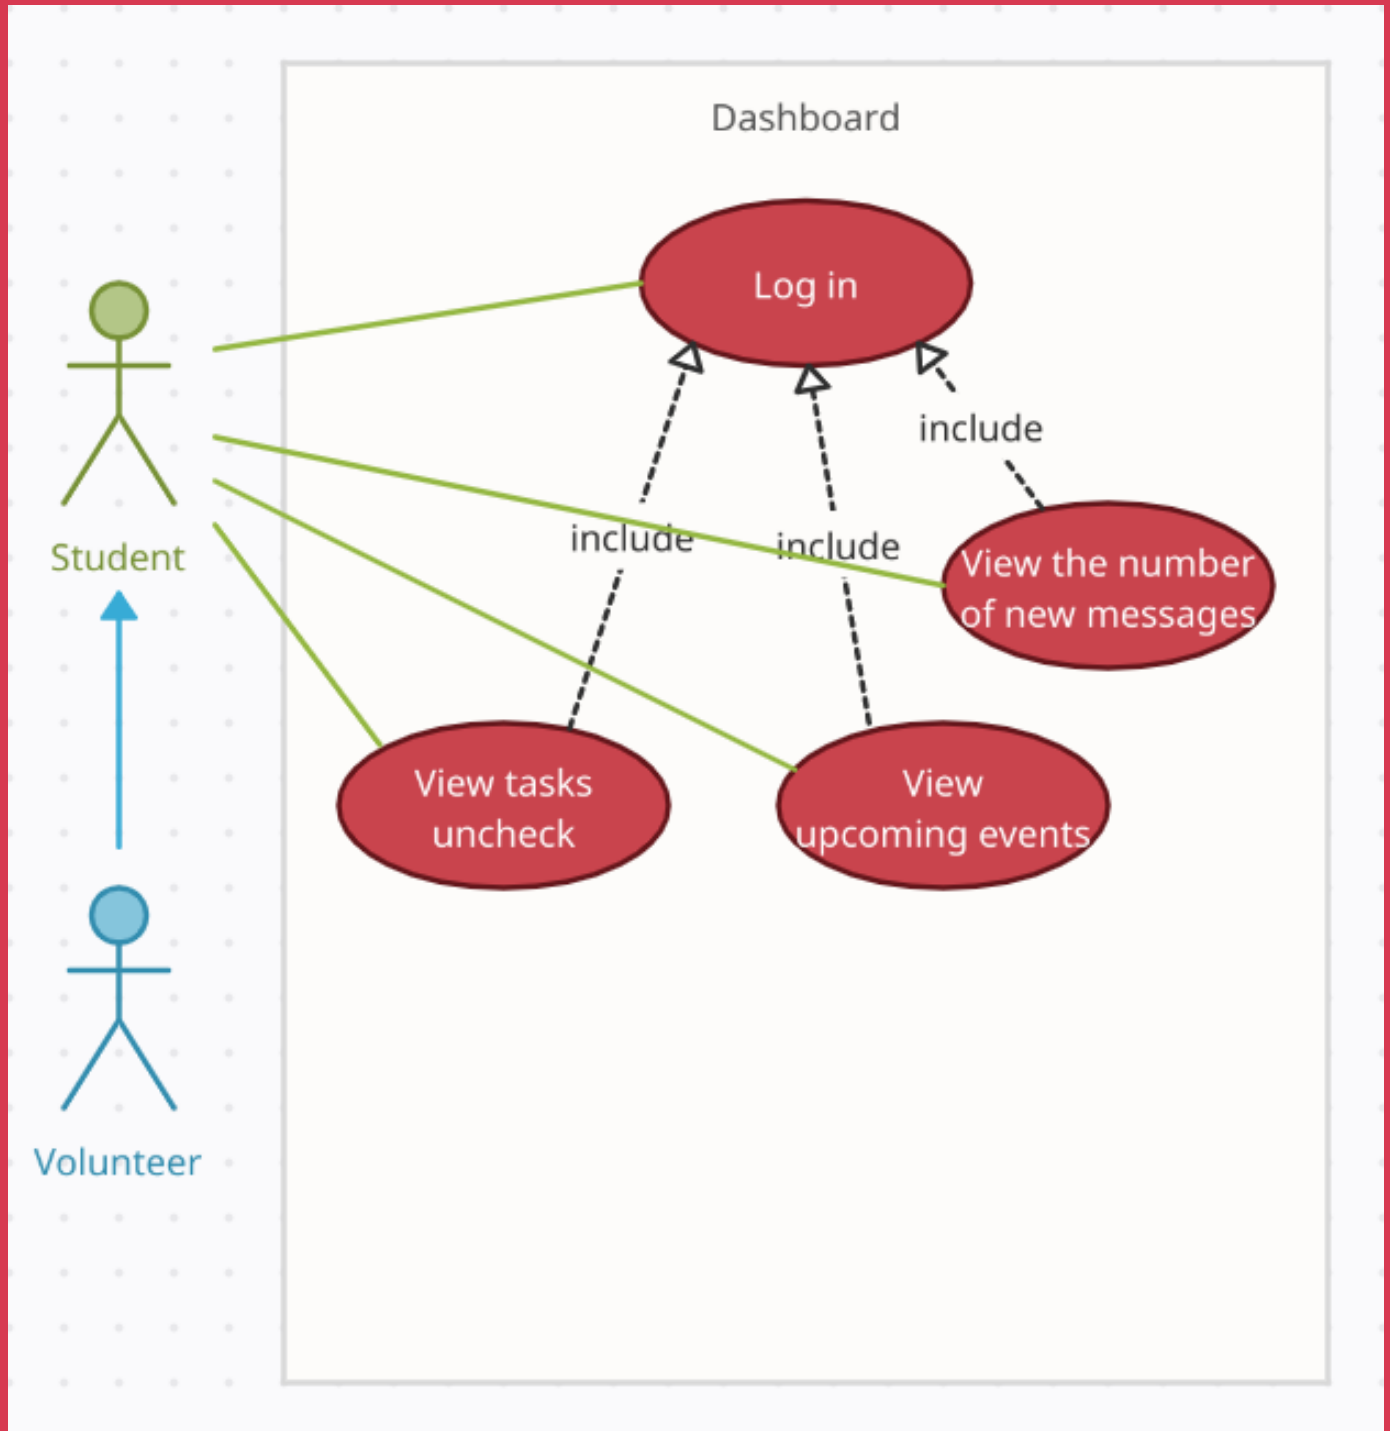 Dashboard
Log in
include
Student
include
include
View the number
of new messages
View tasks
uncheck
View
upcoming events
Volunteer